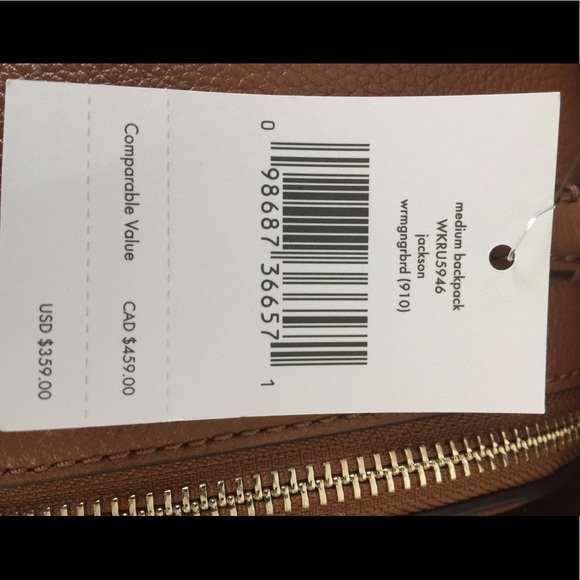 medium backpack
WKRU5946
jackson
wrmgngrbrd (910)
0 98687 36657 1
Comparable Value CAD $459.00
USD $359.00